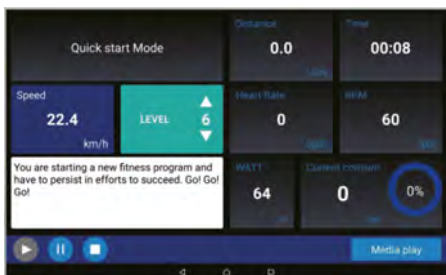 Quick start Mode
Distance
0.0
Time
00:08
Speed
22.4
km/h
LEVEL
6
Heart Rate
0
RPM
60
You are starting a new fitness program and
have to persist in efforts to succeed. Go! Go!
Go!
WATT
64
0
0%
Media play